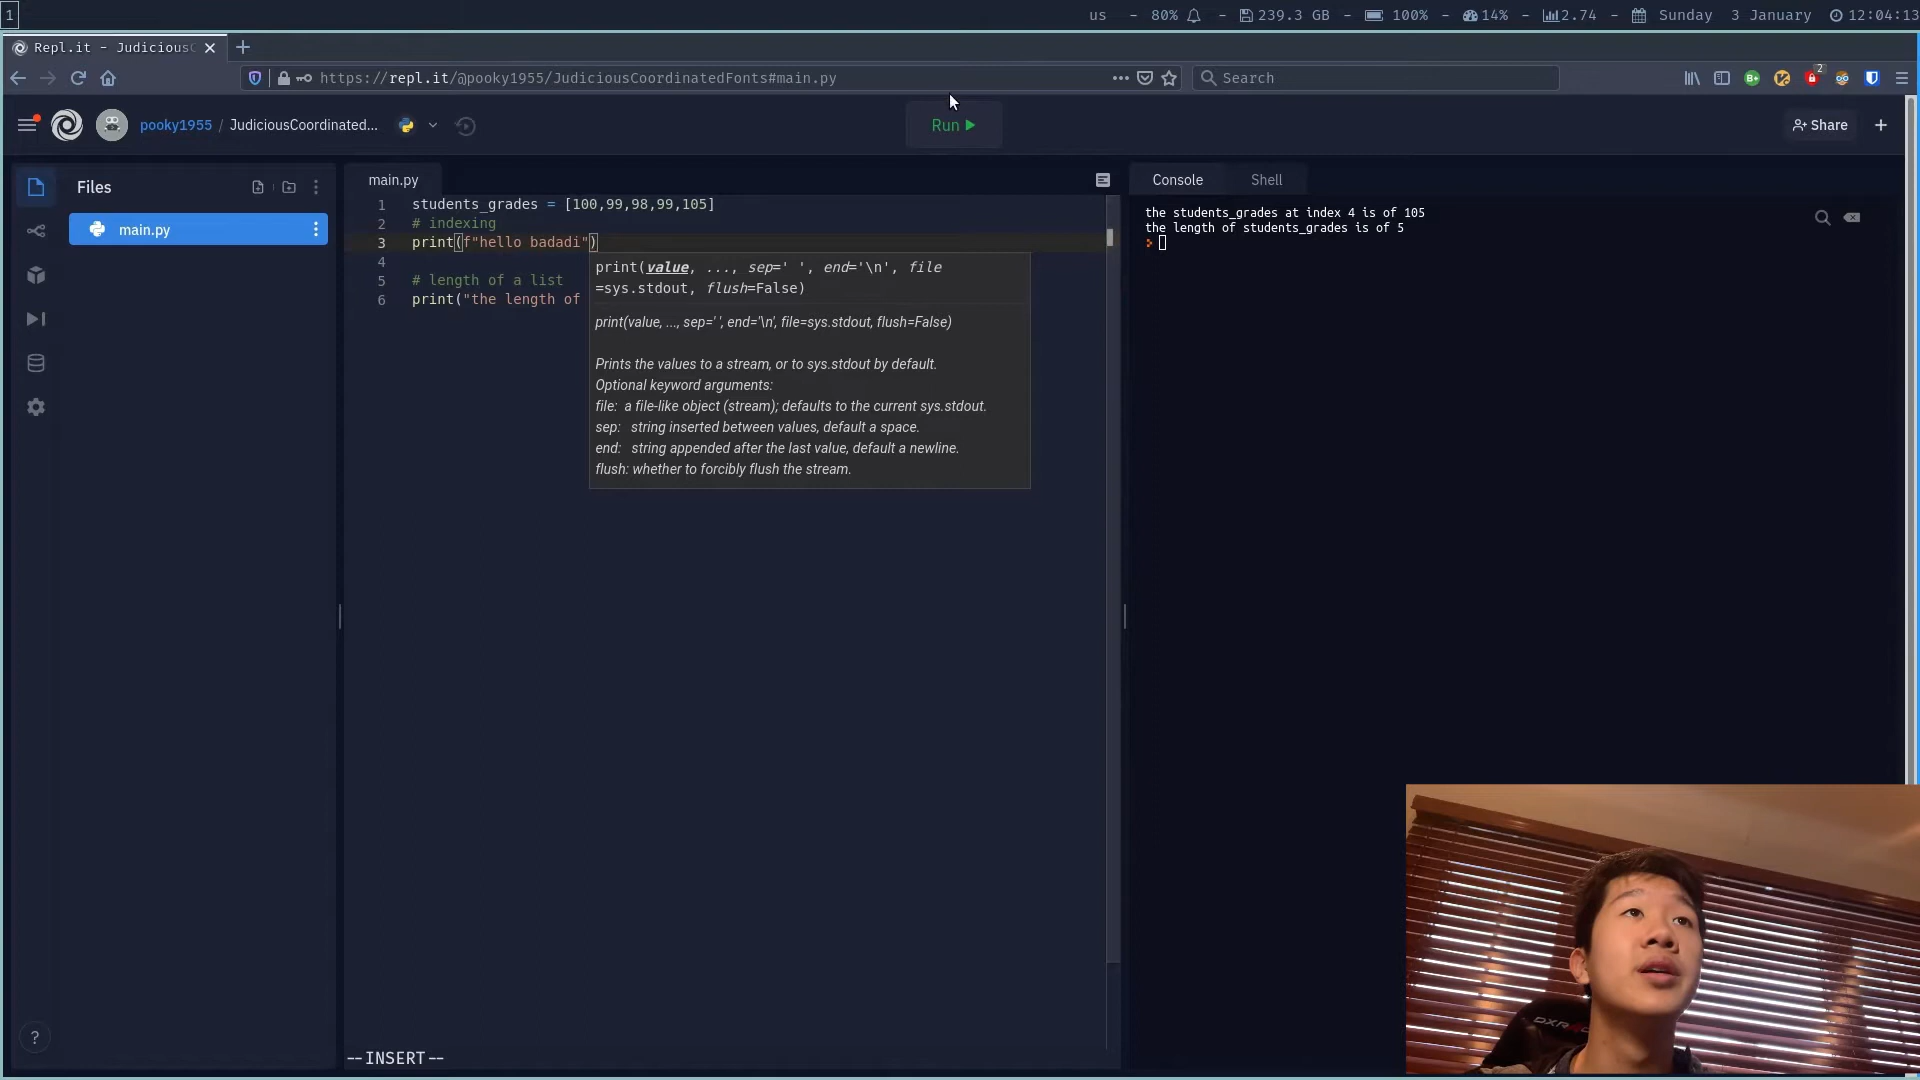 1
us - 80% - 239.3 GB - 100% - 14% - 2.74 - Sunday 3 January 12:04:13
Repl.it - JudiciousC
https://repl.it/@pooky1955/JudiciousCoordinatedFonts#main.py
Search
2
pooky1955 / JudiciousCoordinated...
Run
Share
Files
main.py
main.py
1 students_grades = [100,99,98,99,105]
2 # indexing
3 print(f"hello badadi")
4
5 # length of a list
6 print("the length of
print(value, ..., sep=' ', end='\n', file
=sys.stdout, flush=False)
print(value, ..., sep=' ', end='\n', file=sys.stdout, flush=False)
Prints the values to a stream, or to sys.stdout by default.
Optional keyword arguments:
file: a file-like object (stream); defaults to the current sys.stdout.
sep: string inserted between values, default a space.
end: string appended after the last value, default a newline.
flush: whether to forcibly flush the stream.
--INSERT--
?
Console Shell
the students_grades at index 4 is of 105
the length of students_grades is of 5
>